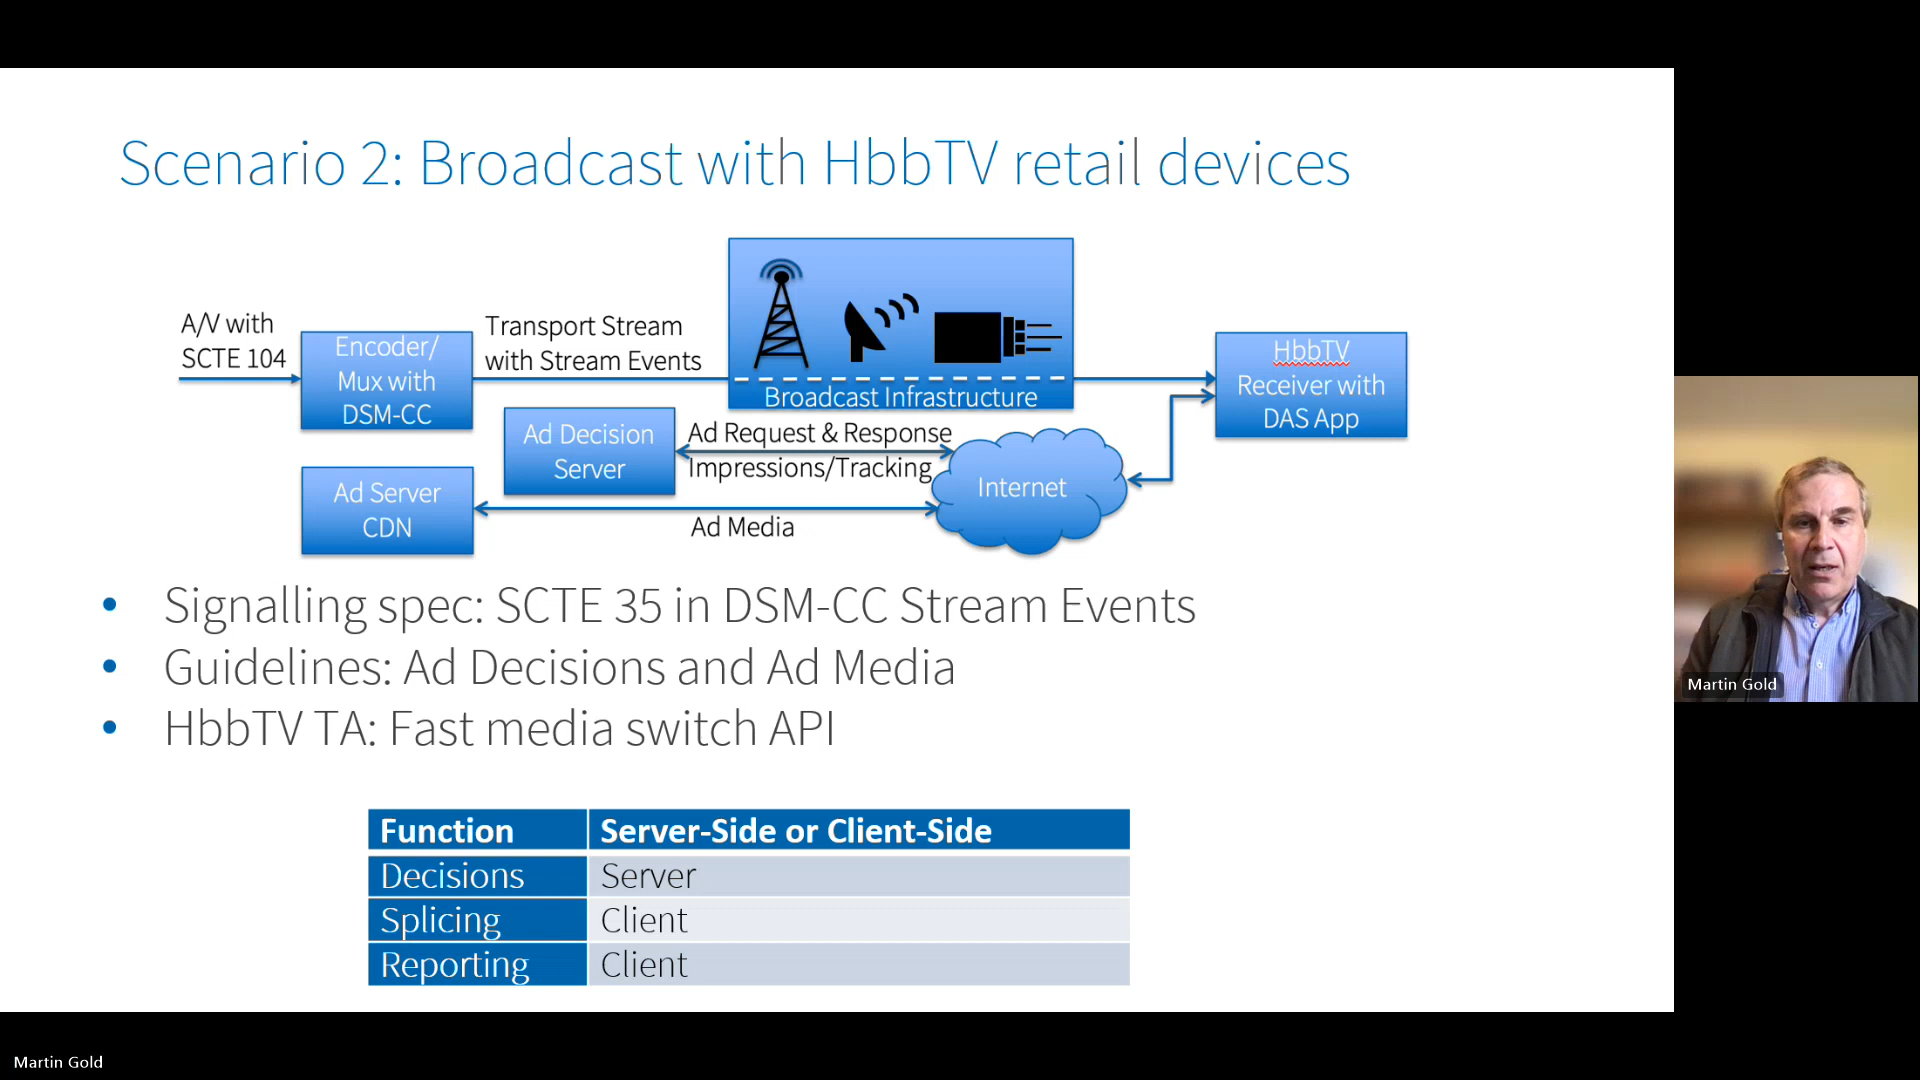 Scenario 2: Broadcast with HbbTV retail devices
A/V with
SCTE 104
Encoder/
Mux with
DSM-CC
Transport Stream
with Stream Events
Broadcast Infrastructure
HbbTV
Receiver with
DAS App
Ad Decision
Server
Ad Request & Response
Impressions/Tracking
Internet
Ad Server
CDN
Ad Media
• Signalling spec: SCTE 35 in DSM-CC Stream Events
• Guidelines: Ad Decisions and Ad Media
• HbbTV TA: Fast media switch API
Function Server-Side or Client-Side
Decisions Server
Splicing Client
Reporting Client
Martin Gold
Martin Gold